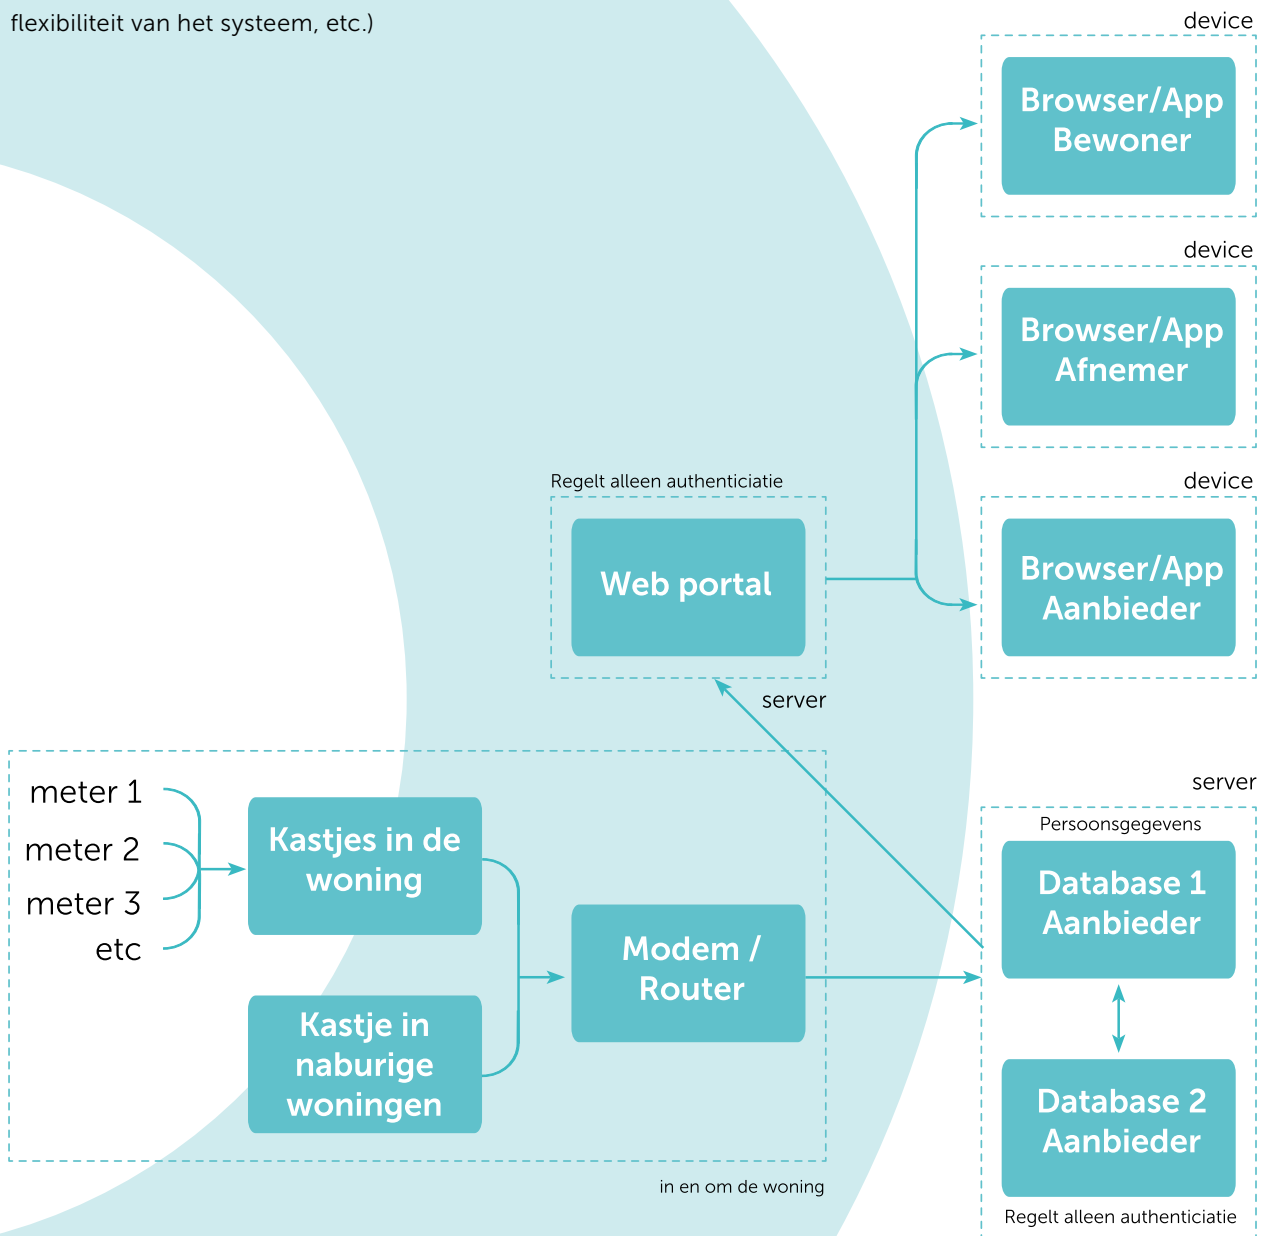 flexibiliteit van het systeem, etc.)
device
Browser/App
Bewoner
device
Browser/App
Afnemer
device
Browser/App
Aanbieder
Regelt alleen authenticiatie
Web portal
server
meter 1
meter 2
meter 3
etc
Kastjes in de
woning
Kastje in
naburige
woningen
Modem /
Router
in en om de woning
server
Persoonsgegevens
Database 1
Aanbieder
Database 2
Aanbieder
Regelt alleen authenticiatie